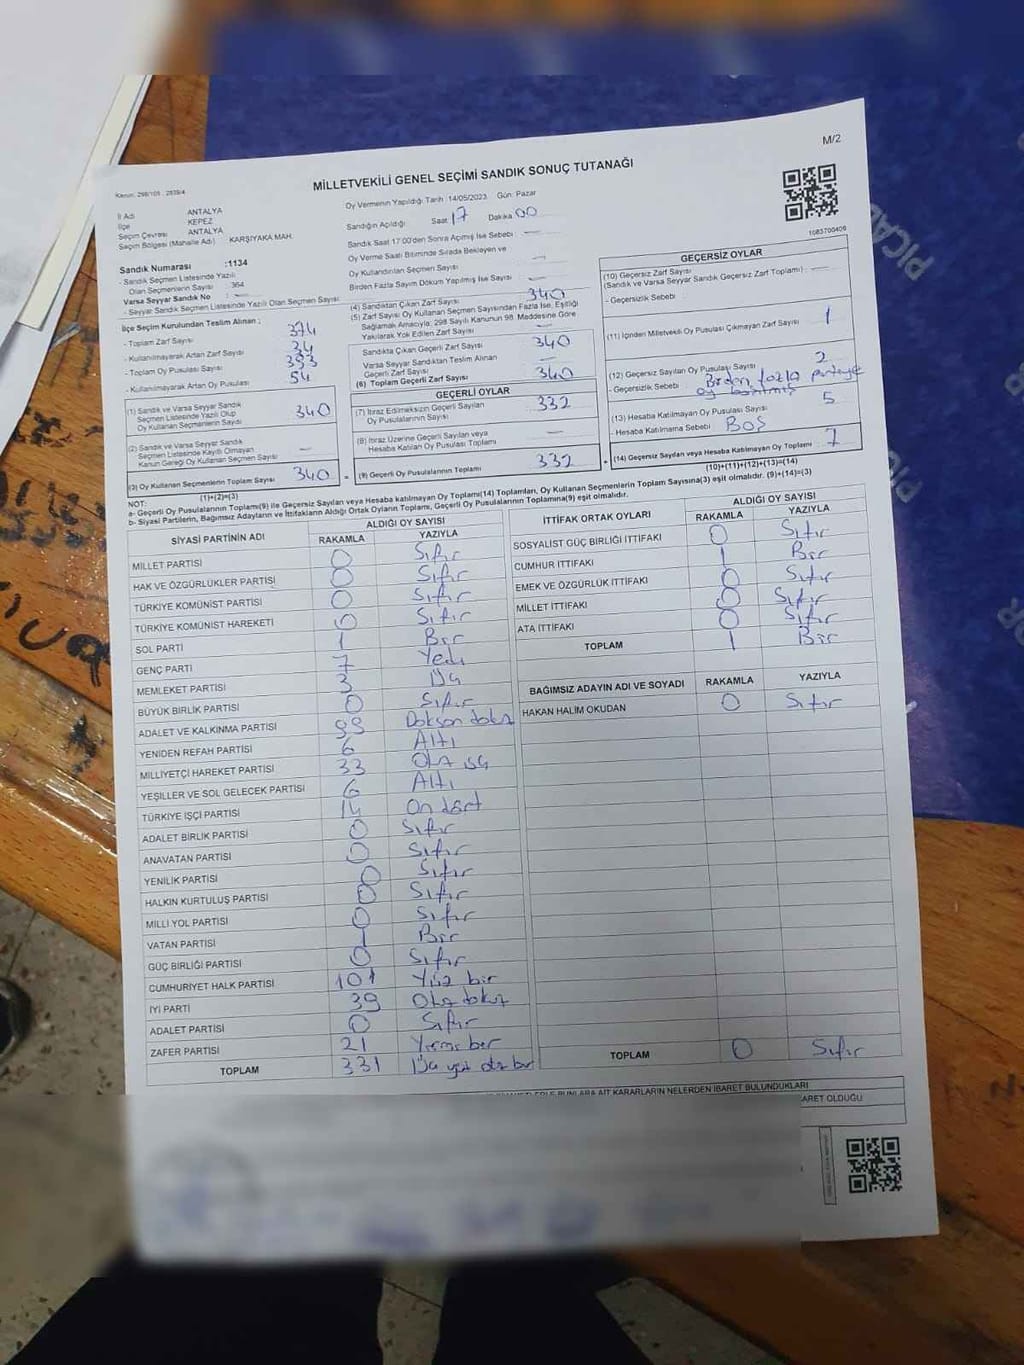 M/2
MİLLETVEKİLİ GENEL SEÇİMİ SANDIK SONUÇ TUTANAĞI
İl Adı ANTALYA
İlçe KEPEZ
Seçim Çevresi ANTALYA
Seçim Bölgesi (Mahalle Adı) KARŞIYAKA MAH.
Oy Vermenin Yapıldığı Tarih :14/05/2023 Gün: Pazar
Sandığın Açıldığı Saat 17 Dakika 00
Sandık Saat 17:00'den Sonra Açılmış İse Sebebi :
Oy Verme Saati Bitiminde Sırada Bekleyen ve
Oy Kullandırılan Seçmen Sayısı
Birden Fazla Sayım Döküm Yapılmış İse Sayısı
1083700409
Sandık Numarası :1134
- Sandık Seçmen Listesinde Yazılı
Olan Seçmenlerin Sayısı : 364
Varsa Seyyar Sandık No :
- Seyyar Sandık Seçmen Listesinde Yazılı Olan Seçmen Sayısı:
İlçe Seçim Kurulundan Teslim Alınan :
- Toplam Zarf Sayısı 374
- Kullanılmayarak Artan Zarf Sayısı 34
- Toplam Oy Pusulası Sayısı 393
- Kullanılmayarak Artan Oy Pusulası 54
(1) Sandık ve Varsa Seyyar Sandık
Seçmen Listesinde Yazılı Olup
Oy Kullanan Seçmenlerin Sayısı 340
(2) Sandık ve Varsa Seyyar Sandık
Seçmen Listesinde Kayıtlı Olmayan
Kanun Gereği Oy Kullanan Seçmen Sayısı
(3) Oy Kullanan Seçmenlerin Toplam Sayısı 340
(1)+(2)=(3)
(4) Sandıktan Çıkan Zarf Sayısı 340
(5) Zarf Sayısı Oy Kullanan Seçmen Sayısından Fazla İse, Eşitliği
Sağlamak Amacıyla, 298 Sayılı Kanunun 98. Maddesine Göre
Yakılarak Yok Edilen Zarf Sayısı
Sandıkta Çıkan Geçerli Zarf Sayısı 340
Varsa Seyyar Sandıktan Teslim Alınan
Geçerli Zarf Sayısı
(6) Toplam Geçerli Zarf Sayısı 340
GEÇERLİ OYLAR
(7) İtiraz Edilmeksizin Geçerli Sayılan
Oy Pusulalarının Sayısı 332
(8) İtiraz Üzerine Geçerli Sayılan veya
Hesaba Katılan Oy Pusulası Toplamı
(9) Geçerli Oy Pusulalarının Toplamı 332
GEÇERSİZ OYLAR
(10) Geçersiz Zarf Sayısı
(Sandık ve Varsa Seyyar Sandık Geçersiz Zarf Toplamı) :
- Geçersizlik Sebebi
(11) İçinden Milletvekili Oy Pusulası Çıkmayan Zarf Sayısı 1
(12) Geçersiz Sayılan Oy Pusulası Sayısı 2
- Geçersizlik Sebebi Birden fazla partiye
oy basılmış
(13) Hesaba Katılmayan Oy Pusulası Sayısı 5
- Hesaba Katılmama Sebebi BOŞ
(14) Geçersiz Sayılan veya Hesaba Katılmayan Oy Toplamı 7
(10)+(11)+(12)+(13)=(14)
NOT:
a- Geçerli Oy Pusulalarının Toplamı(9) ile Geçersiz Sayılan veya Hesaba katılmayan Oy Toplamı(14) Toplamları, Oy Kullanan Seçmenlerin Toplam Sayısına(3) eşit olmalıdır. (9)+(14)=(3)
b- Siyasi Partilerin, Bağımsız Adayların ve İttifakların Aldığı Ortak Oyların Toplamı, Geçerli Oy Pusulalarının Toplamına(9) eşit olmalıdır.
SİYASİ PARTİNİN ADI ALDIĞI OY SAYISI
RAKAMLA YAZIYLA
MİLLET PARTİSİ 0 Sıfır
HAK VE ÖZGÜRLÜKLER PARTİSİ 0 Sıfır
TÜRKİYE KOMÜNİST PARTİSİ 0 Sıfır
TÜRKİYE KOMÜNİST HAREKETİ 0 Sıfır
SOL PARTİ 1 Bir
GENÇ PARTİ 7 Yedi
MEMLEKET PARTİSİ 3 Üç
BÜYÜK BİRLİK PARTİSİ 0 Sıfır
ADALET VE KALKINMA PARTİSİ 99 Doksan dokuz
YENİDEN REFAH PARTİSİ 6 Altı
MİLLİYETÇİ HAREKET PARTİSİ 33 Otuz üç
YEŞİLLER VE SOL GELECEK PARTİSİ 6 Altı
TÜRKİYE İŞÇİ PARTİSİ 14 On dört
ADALET BİRLİK PARTİSİ 0 Sıfır
ANAVATAN PARTİSİ 0 Sıfır
YENİLİK PARTİSİ 0 Sıfır
HALKIN KURTULUŞ PARTİSİ 0 Sıfır
MİLLİ YOL PARTİSİ 0 Sıfır
VATAN PARTİSİ 1 Bir
GÜÇ BİRLİĞİ PARTİSİ 0 Sıfır
CUMHURİYET HALK PARTİSİ 101 Yüz bir
İYİ PARTİ 39 Otuz dokuz
ADALET PARTİSİ 0 Sıfır
ZAFER PARTİSİ 21 Yirmi bir
TOPLAM 331 Üç yüz otuz bir
İTTİFAK ORTAK OYLARI ALDIĞI OY SAYISI
RAKAMLA YAZIYLA
SOSYALİST GÜÇ BİRLİĞİ İTTİFAKI 0 Sıfır
CUMHUR İTTİFAKI 1 Bir
EMEK VE ÖZGÜRLÜK İTTİFAKI 0 Sıfır
MİLLET İTTİFAKI 0 Sıfır
ATA İTTİFAKI 0 Sıfır
TOPLAM 1 Bir
BAĞIMSIZ ADAYIN ADI VE SOYADI RAKAMLA YAZIYLA
HAKAN HALİM OKUDAN 0 Sıfır
TOPLAM 0 Sıfır
BUNLARA AİT KARARLARIN NELERDEN İBARET BULUNDUKLARI
OLDUĞU
PICA
PICAD